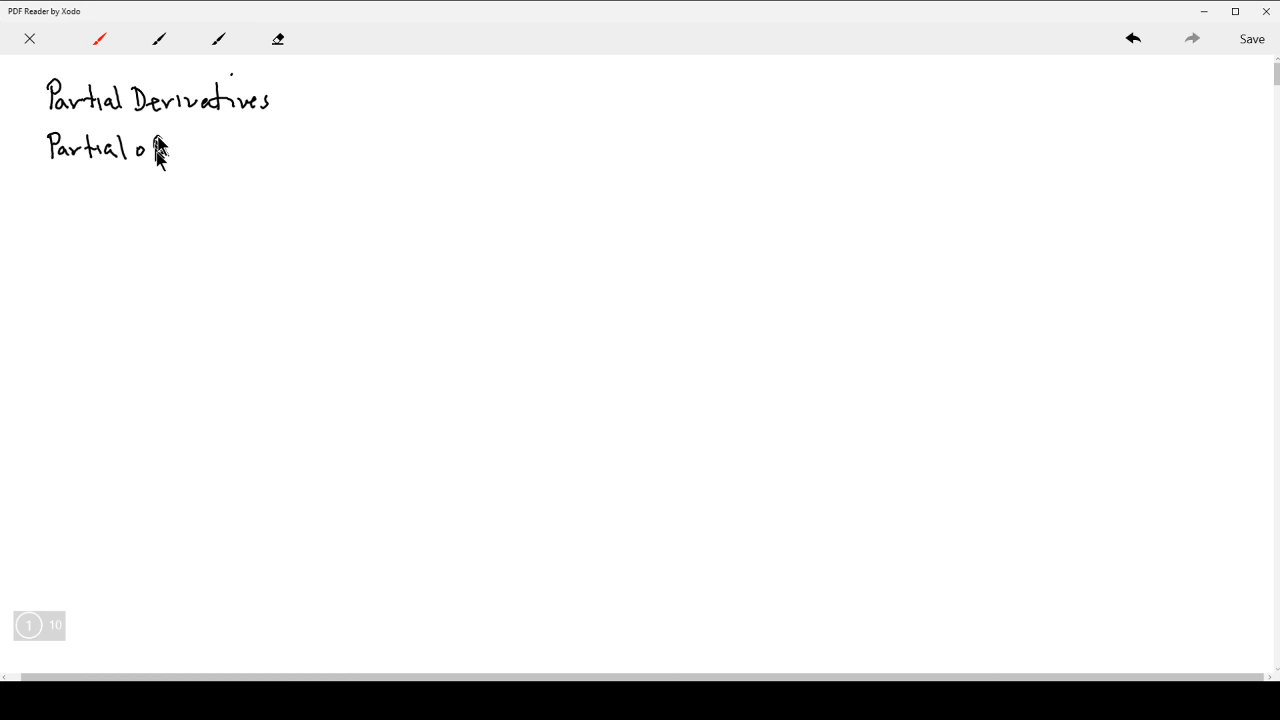 PDF Reader by Xodo
Save
Partial Derivatives
Partial o
1 10